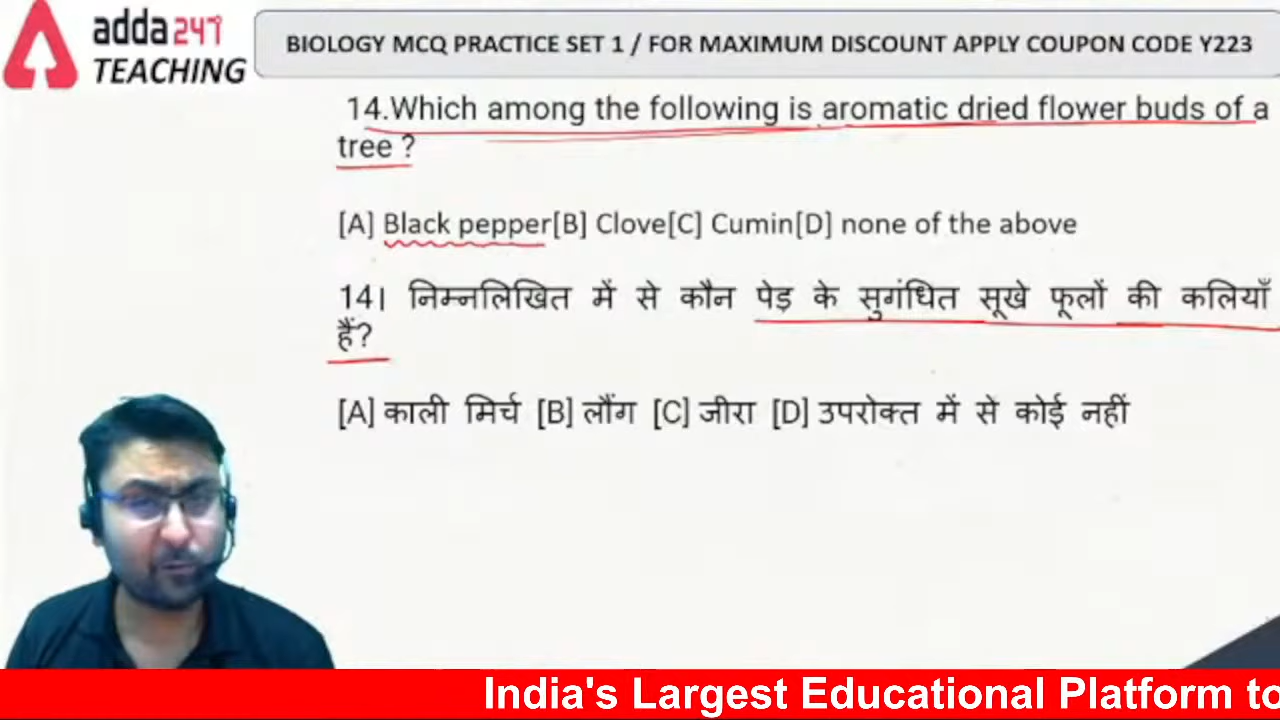 adda247
TEACHING
BIOLOGY MCQ PRACTICE SET 1 / FOR MAXIMUM DISCOUNT APPLY COUPON CODE Y223
14.Which among the following is aromatic dried flower buds of a
tree ?
[A] Black pepper[B] Clove[C] Cumin[D] none of the above
14। निम्नलिखित में से कौन पेड़ के सुगंधित सूखे फूलों की कलियाँ
हैं?
[A] काली मिर्च [B] लौंग [C] जीरा [D] उपरोक्त में से कोई नहीं
India's Largest Educational Platform to